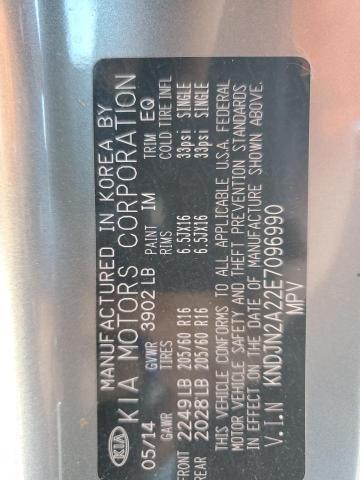 MANUFACTURED IN KOREA BY
KIA KIA MOTORS CORPORATION
05/14 GVWR 3902 LB PAINT IM TRIM EQ
GAWR TIRES RIMS COLD TIRE INFL
FRONT 2249LB 205/60 R16 6.5JX16 33psi SINGLE
REAR 2028LB 205/60 R16 6.5JX16 33psi SINGLE
THIS VEHICLE CONFORMS TO ALL APPLICABLE U.S.A. FEDERAL
MOTOR VEHICLE SAFETY AND THEFT PREVENTION STANDARDS
IN EFFECT ON THE DATE OF MANUFACTURE SHOWN ABOVE.
V.I.N KNDJN2A22E7096990
MPV